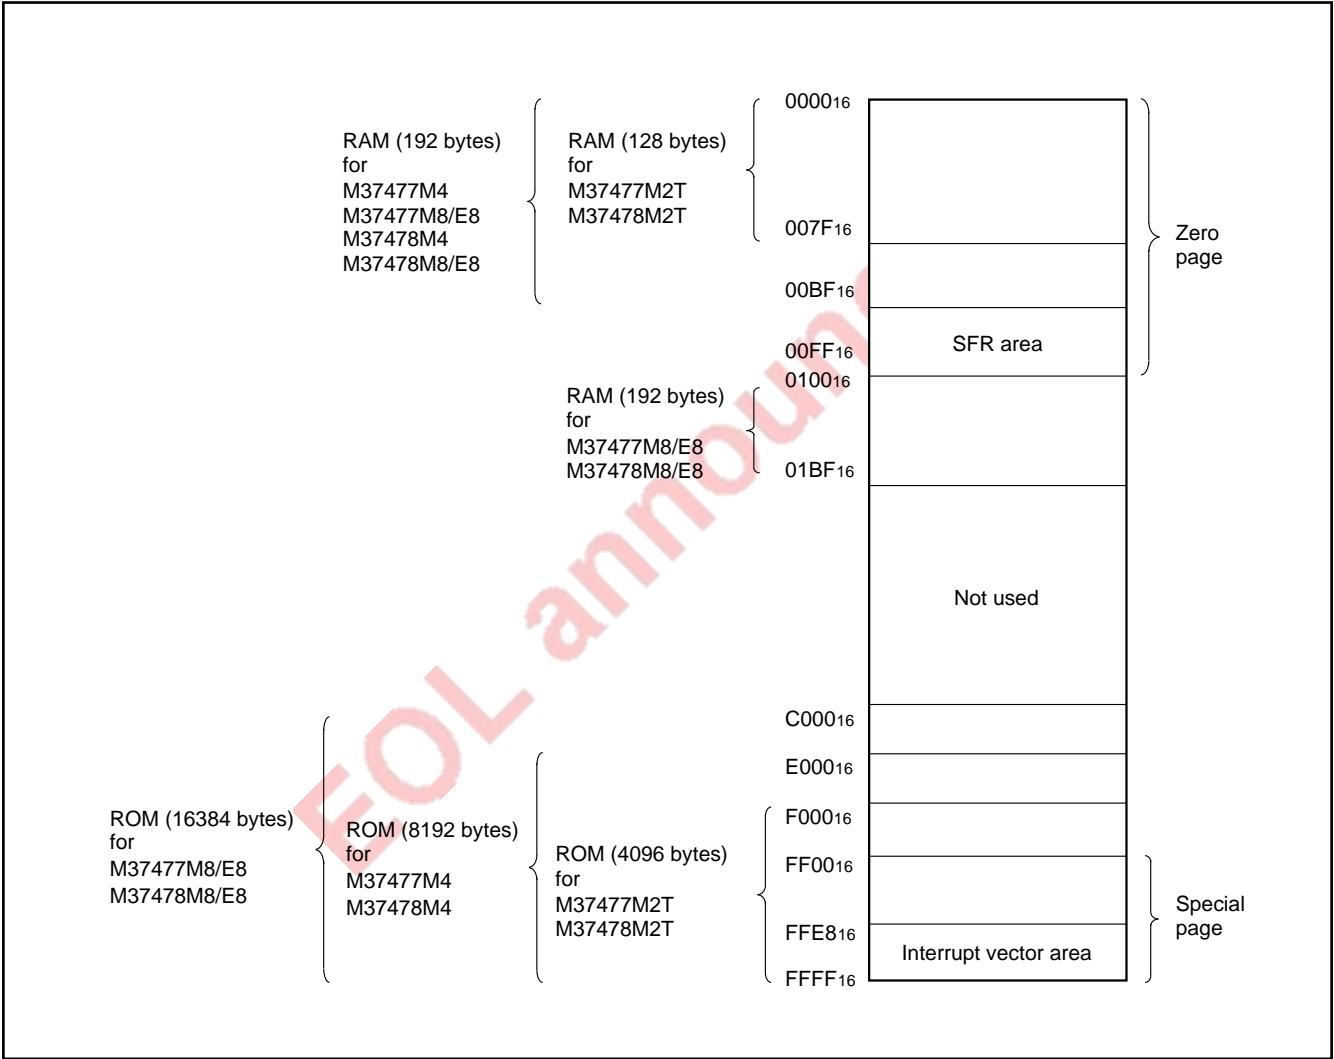 RAM (192 bytes)
for
M37477M4
M37477M8/E8
M37478M4
M37478M8/E8
RAM (128 bytes)
for
M37477M2T
M37478M2T
000016
007F16
00BF16
00FF16
010016
01BF16
C00016
E00016
F00016
FF0016
FFE816
FFFF16
Zero
page
SFR area
RAM (192 bytes)
for
M37477M8/E8
M37478M8/E8
Not used
ROM (16384 bytes)
for
M37477M8/E8
M37478M8/E8
ROM (8192 bytes)
for
M37477M4
M37478M4
ROM (4096 bytes)
for
M37477M2T
M37478M2T
Interrupt vector area
Special
page
EOL announ